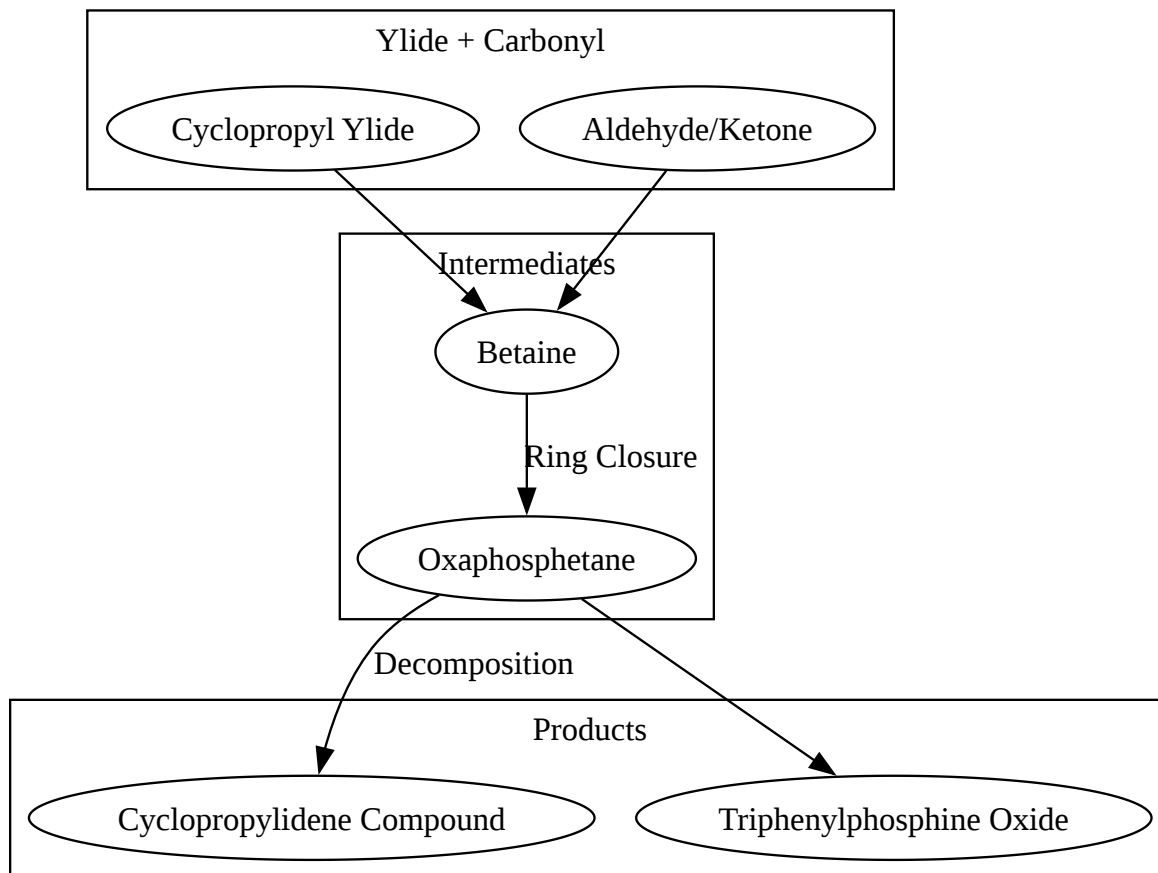 Ylide + Carbonyl
Cyclopropyl Ylide
Aldehyde/Ketone
Intermediates
Betaine
Ring Closure
Oxaphosphetane
Decomposition
Products
Cyclopropylidene Compound
Triphenylphosphine Oxide